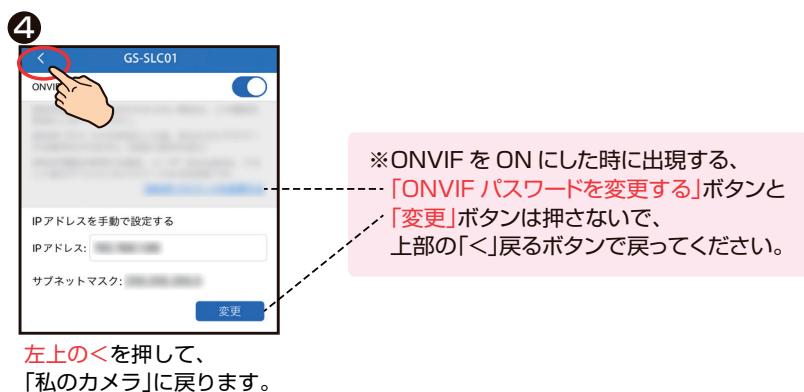 ❹
< GS-SLC01
ONVIF
IPアドレスを手動で設定する
IPアドレス:
サブネットマスク:
変更
※ONVIF を ON にした時に出現する、
「ONVIF パスワードを変更する」ボタンと
「変更」ボタンは押さないで、
上部の「<」戻るボタンで戻ってください。
左上の<を押して、
「私のカメラ」に戻ります。